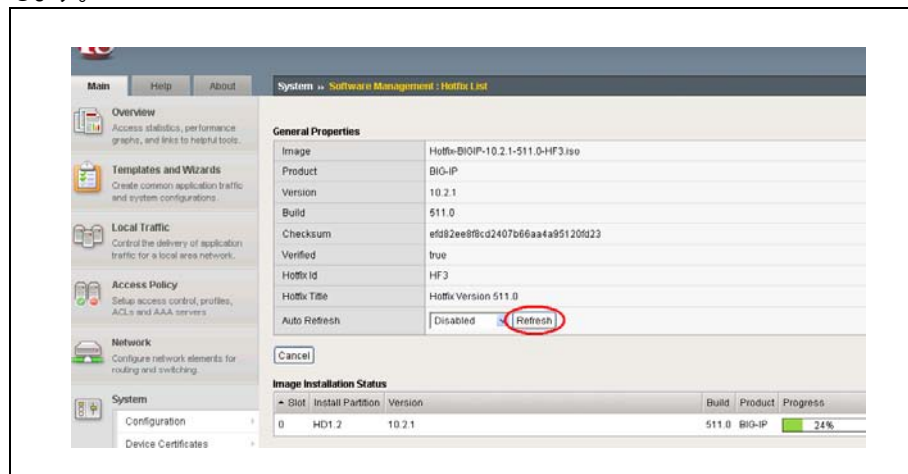 Main Help About
System » Software Management : Hotfix List
Overview
Access statistics, performance
graphs, and links to helpful tools.
Templates and Wizards
Create common application traffic
and system configurations.
Local Traffic
Control the delivery of application
traffic for a local area network.
Access Policy
Setup access control, profiles,
ACLs and AAA servers
Network
Configure network elements for
routing and switching.
System
Configuration
Device Certificates
General Properties
Image Hotfix-BIGIP-10.2.1-511.0-HF3.iso
Product BIG-IP
Version 10.2.1
Build 511.0
Checksum efd82ee8f8cd2407b66aa4a95120fd23
Verified true
Hotfix Id HF3
Hotfix Title Hotfix Version 511.0
Auto Refresh Disabled Refresh
Cancel
Image Installation Status
Slot Install Partition Version Build Product Progress
0 HD1.2 10.2.1 511.0 BIG-IP 24%